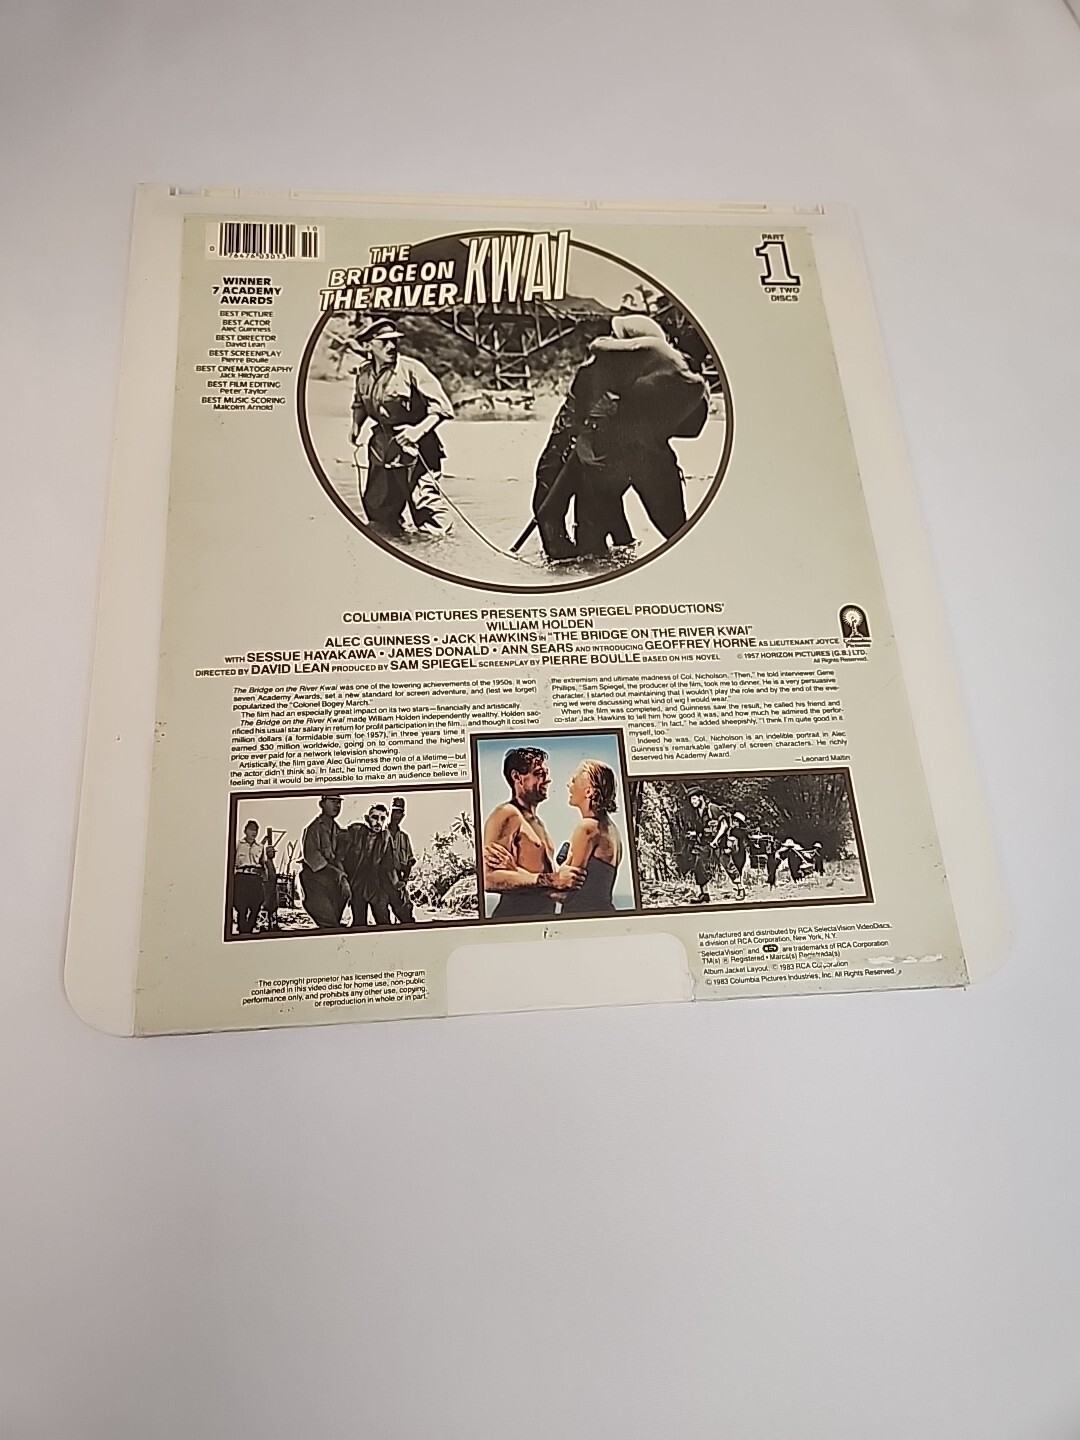 10
0 76476 03013
WINNER
7 ACADEMY
AWARDS
BEST PICTURE
BEST ACTOR
Alec Guinness
BEST DIRECTOR
David Lean
BEST SCREENPLAY
Pierre Boulle
BEST CINEMATOGRAPHY
Jack Hildyard
BEST FILM EDITING
Peter Taylor
BEST MUSIC SCORING
Malcolm Arnold
THE
BRIDGE ON
THE RIVER KWAI
PART
1
OF TWO
DISCS
COLUMBIA PICTURES PRESENTS SAM SPIEGEL PRODUCTIONS'
WILLIAM HOLDEN
ALEC GUINNESS • JACK HAWKINS IN "THE BRIDGE ON THE RIVER KWAI"
WITH SESSUE HAYAKAWA • JAMES DONALD • ANN SEARS AND INTRODUCING GEOFFREY HORNE AS LIEUTENANT JOYCE
DIRECTED BY DAVID LEAN PRODUCED BY SAM SPIEGEL SCREENPLAY BY PIERRE BOULLE BASED ON HIS NOVEL © 1957 HORIZON PICTURES (G.B.) LTD.
All Rights Reserved.
Columbia
Pictures
The Bridge on the River Kwai was one of the towering achievements of the 1950s. It won
seven Academy Awards, set a new standard for screen adventure, and (lest we forget)
popularized the "Colonel Bogey March."
The film had an especially great impact on its two stars—financially and artistically.
The Bridge on the River Kwai made William Holden independently wealthy. Holden sac-
rificed his usual star salary in return for profit participation in the film... and though it cost two
million dollars (a formidable sum for 1957), in three years time it
earned $30 million worldwide, going on to command the highest
price ever paid for a network television showing.
Artistically, the film gave Alec Guinness the role of a lifetime—but
the actor didn't think so. In fact, he turned down the part—twice—
feeling that it would be impossible to make an audience believe in
the extremism and ultimate madness of Col. Nicholson. "Then," he told interviewer Gene
Phillips, "Sam Spiegel, the producer of the film, took me to dinner. He is a very persuasive
character. I started out maintaining that I wouldn't play the role and by the end of the eve-
ning we were discussing what kind of wig I would wear."
When the film was completed, and Guinness saw the result, he called his friend and
co-star Jack Hawkins to tell him how good it was, and how much he admired the perfor-
mances. "In fact," he added sheepishly, "I think I'm quite good in it
myself, too."
Indeed he was. Col. Nicholson is an indelible portrait in Alec
Guinness's remarkable gallery of screen characters. He richly
deserved his Academy Award.
—Leonard Maltin
"The copyright proprietor has licensed the Program
contained in this video disc for home use, non-public
performance only, and prohibits any other use, copying,
or reproduction in whole or in part."
Manufactured and distributed by RCA SelectaVision VideoDiscs,
a division of RCA Corporation, New York, N.Y.
"SelectaVision" and CED are trademarks of RCA Corporation
TM(s) ® Registered • Marca(s) Registrada(s)
Album Jacket Layout, © 1983 RCA Corporation
© 1983 Columbia Pictures Industries, Inc. All Rights Reserved.